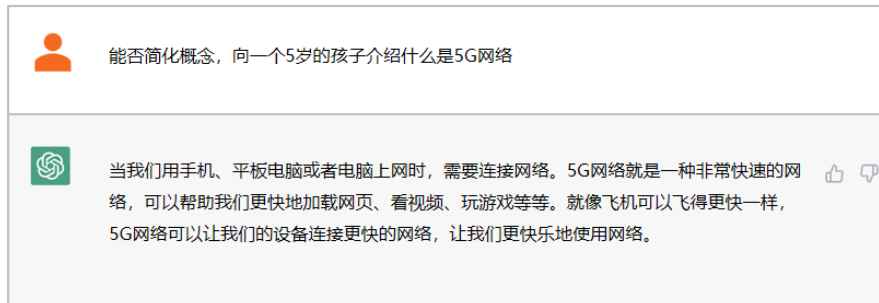 能否简化概念，向一个5岁的孩子介绍什么是5G网络
当我们用手机、平板电脑或者电脑上网时，需要连接网络。5G网络就是一种非常快速的网
络，可以帮助我们更快地加载网页、看视频、玩游戏等等。就像飞机可以飞得更快一样，
5G网络可以让我们的设备连接更快的网络，让我们更快乐地使用网络。